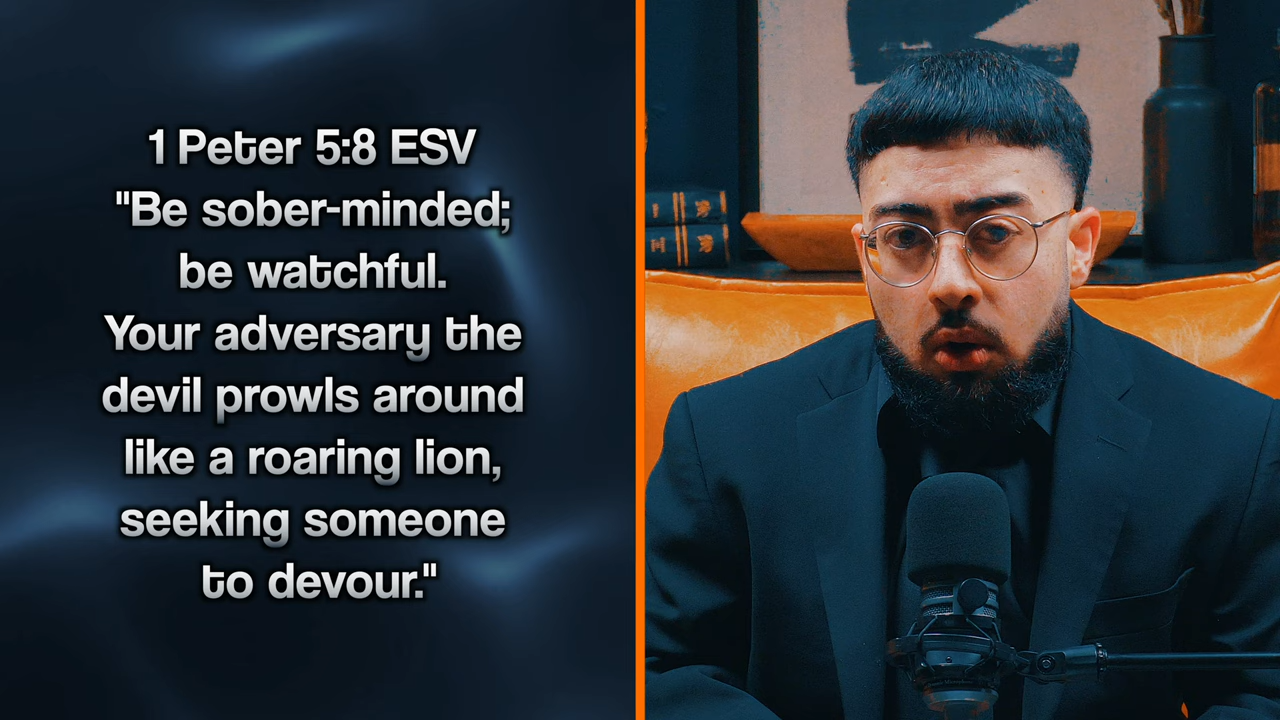 1 Peter 5:8 ESV
"Be sober-minded;
be watchful.
Your adversary the
devil prowls around
like a roaring lion,
seeking someone
to devour."